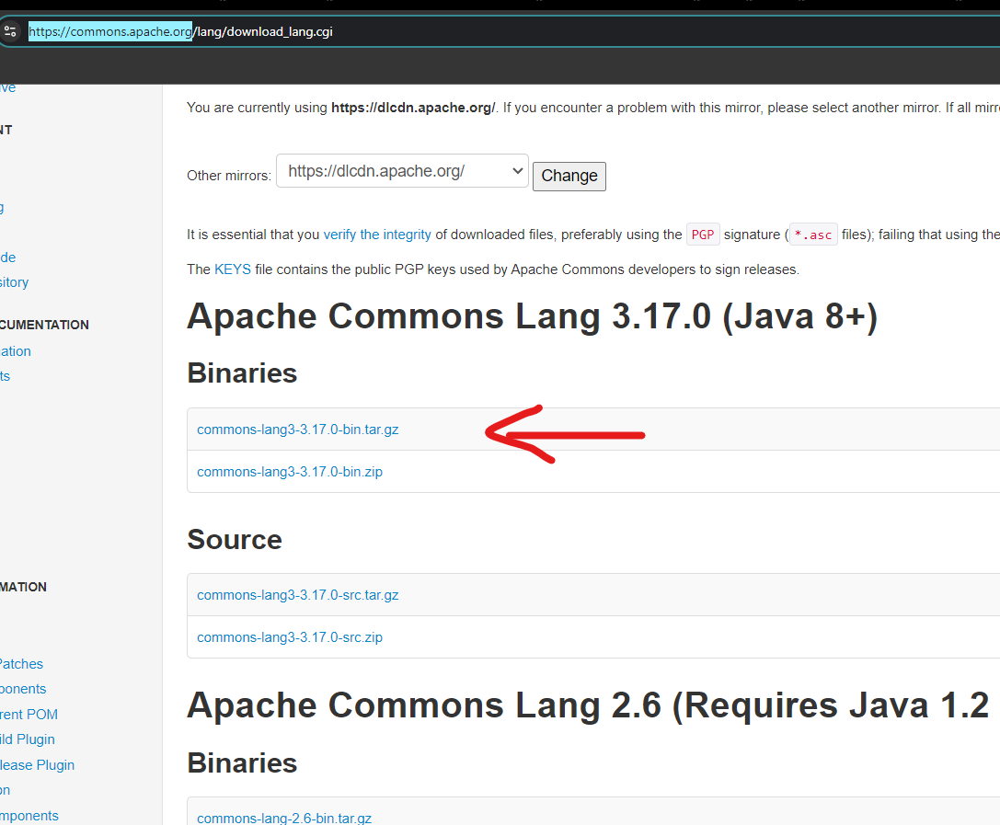 https://commons.apache.org/lang/download_lang.cgi
ive
NT
g
de
sitory
CUMENTATION
ation
ts
MATION
Patches
ponents
rent POM
ild Plugin
lease Plugin
on
mponents
You are currently using https://dlcdn.apache.org/. If you encounter a problem with this mirror, please select another mirror. If all mirr
Other mirrors: https://dlcdn.apache.org/ Change
It is essential that you verify the integrity of downloaded files, preferably using the PGP signature (*.asc files); failing that using the
The KEYS file contains the public PGP keys used by Apache Commons developers to sign releases.
Apache Commons Lang 3.17.0 (Java 8+)
Binaries
commons-lang3-3.17.0-bin.tar.gz
commons-lang3-3.17.0-bin.zip
Source
commons-lang3-3.17.0-src.tar.gz
commons-lang3-3.17.0-src.zip
Apache Commons Lang 2.6 (Requires Java 1.2
Binaries
commons-lang-2.6-bin.tar.gz